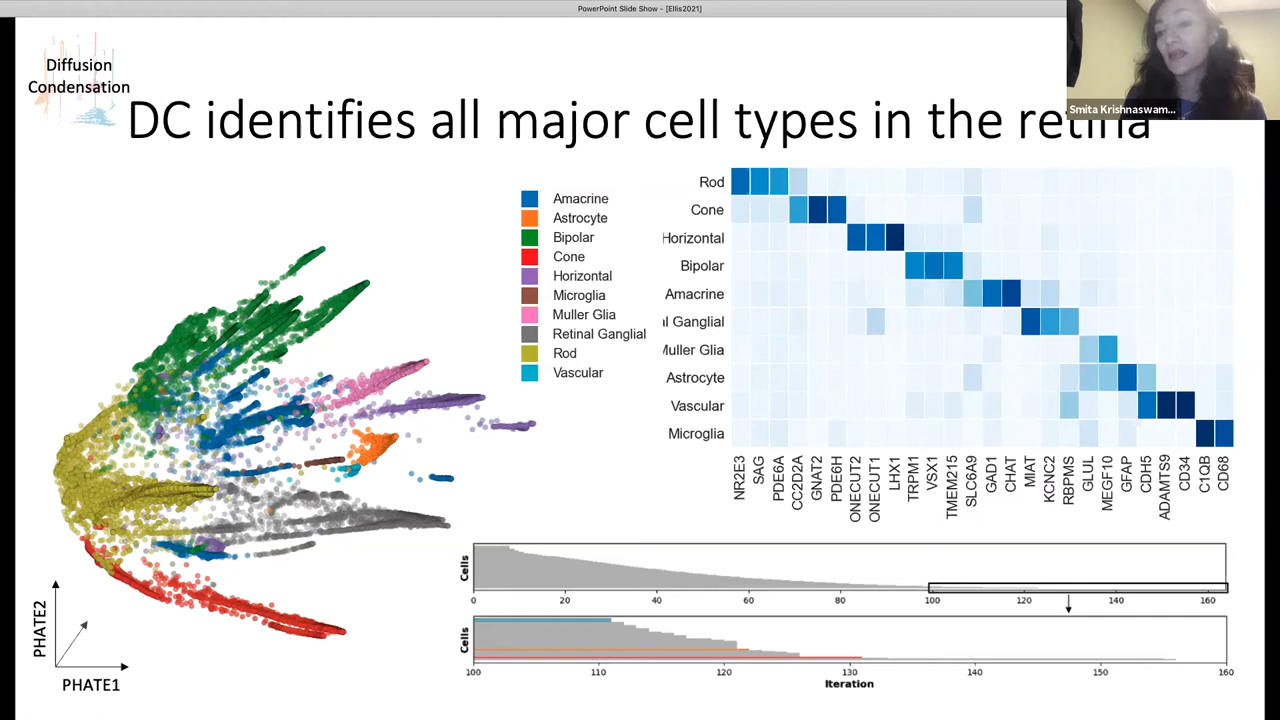 PowerPoint Slide Show - [Ellis2021]
Diffusion
Condensation
DC identifies all major cell types in the retina
Smita Krishnaswam...
Amacrine
Astrocyte
Bipolar
Cone
Horizontal
Microglia
Muller Glia
Retinal Ganglial
Rod
Vascular
PHATE2
PHATE1
Rod
Cone
Horizontal
Bipolar
Amacrine
l Ganglial
Muller Glia
Astrocyte
Vascular
Microglia
NR2E3
SAG
PDE6A
CC2D2A
GNAT2
PDE6H
ONECUT2
ONECUT1
LHX1
TRPM1
VSX1
TMEM215
SLC6A9
GAD1
CHAT
MIAT
KCNC2
RBPMS
GLUL
MEGF10
GFAP
CDH5
ADAMTS9
CD34
C1QB
CD68
Cells
0 20 40 60 80 100 120 140 160
Cells
100 110 120 130 140 150 160
Iteration